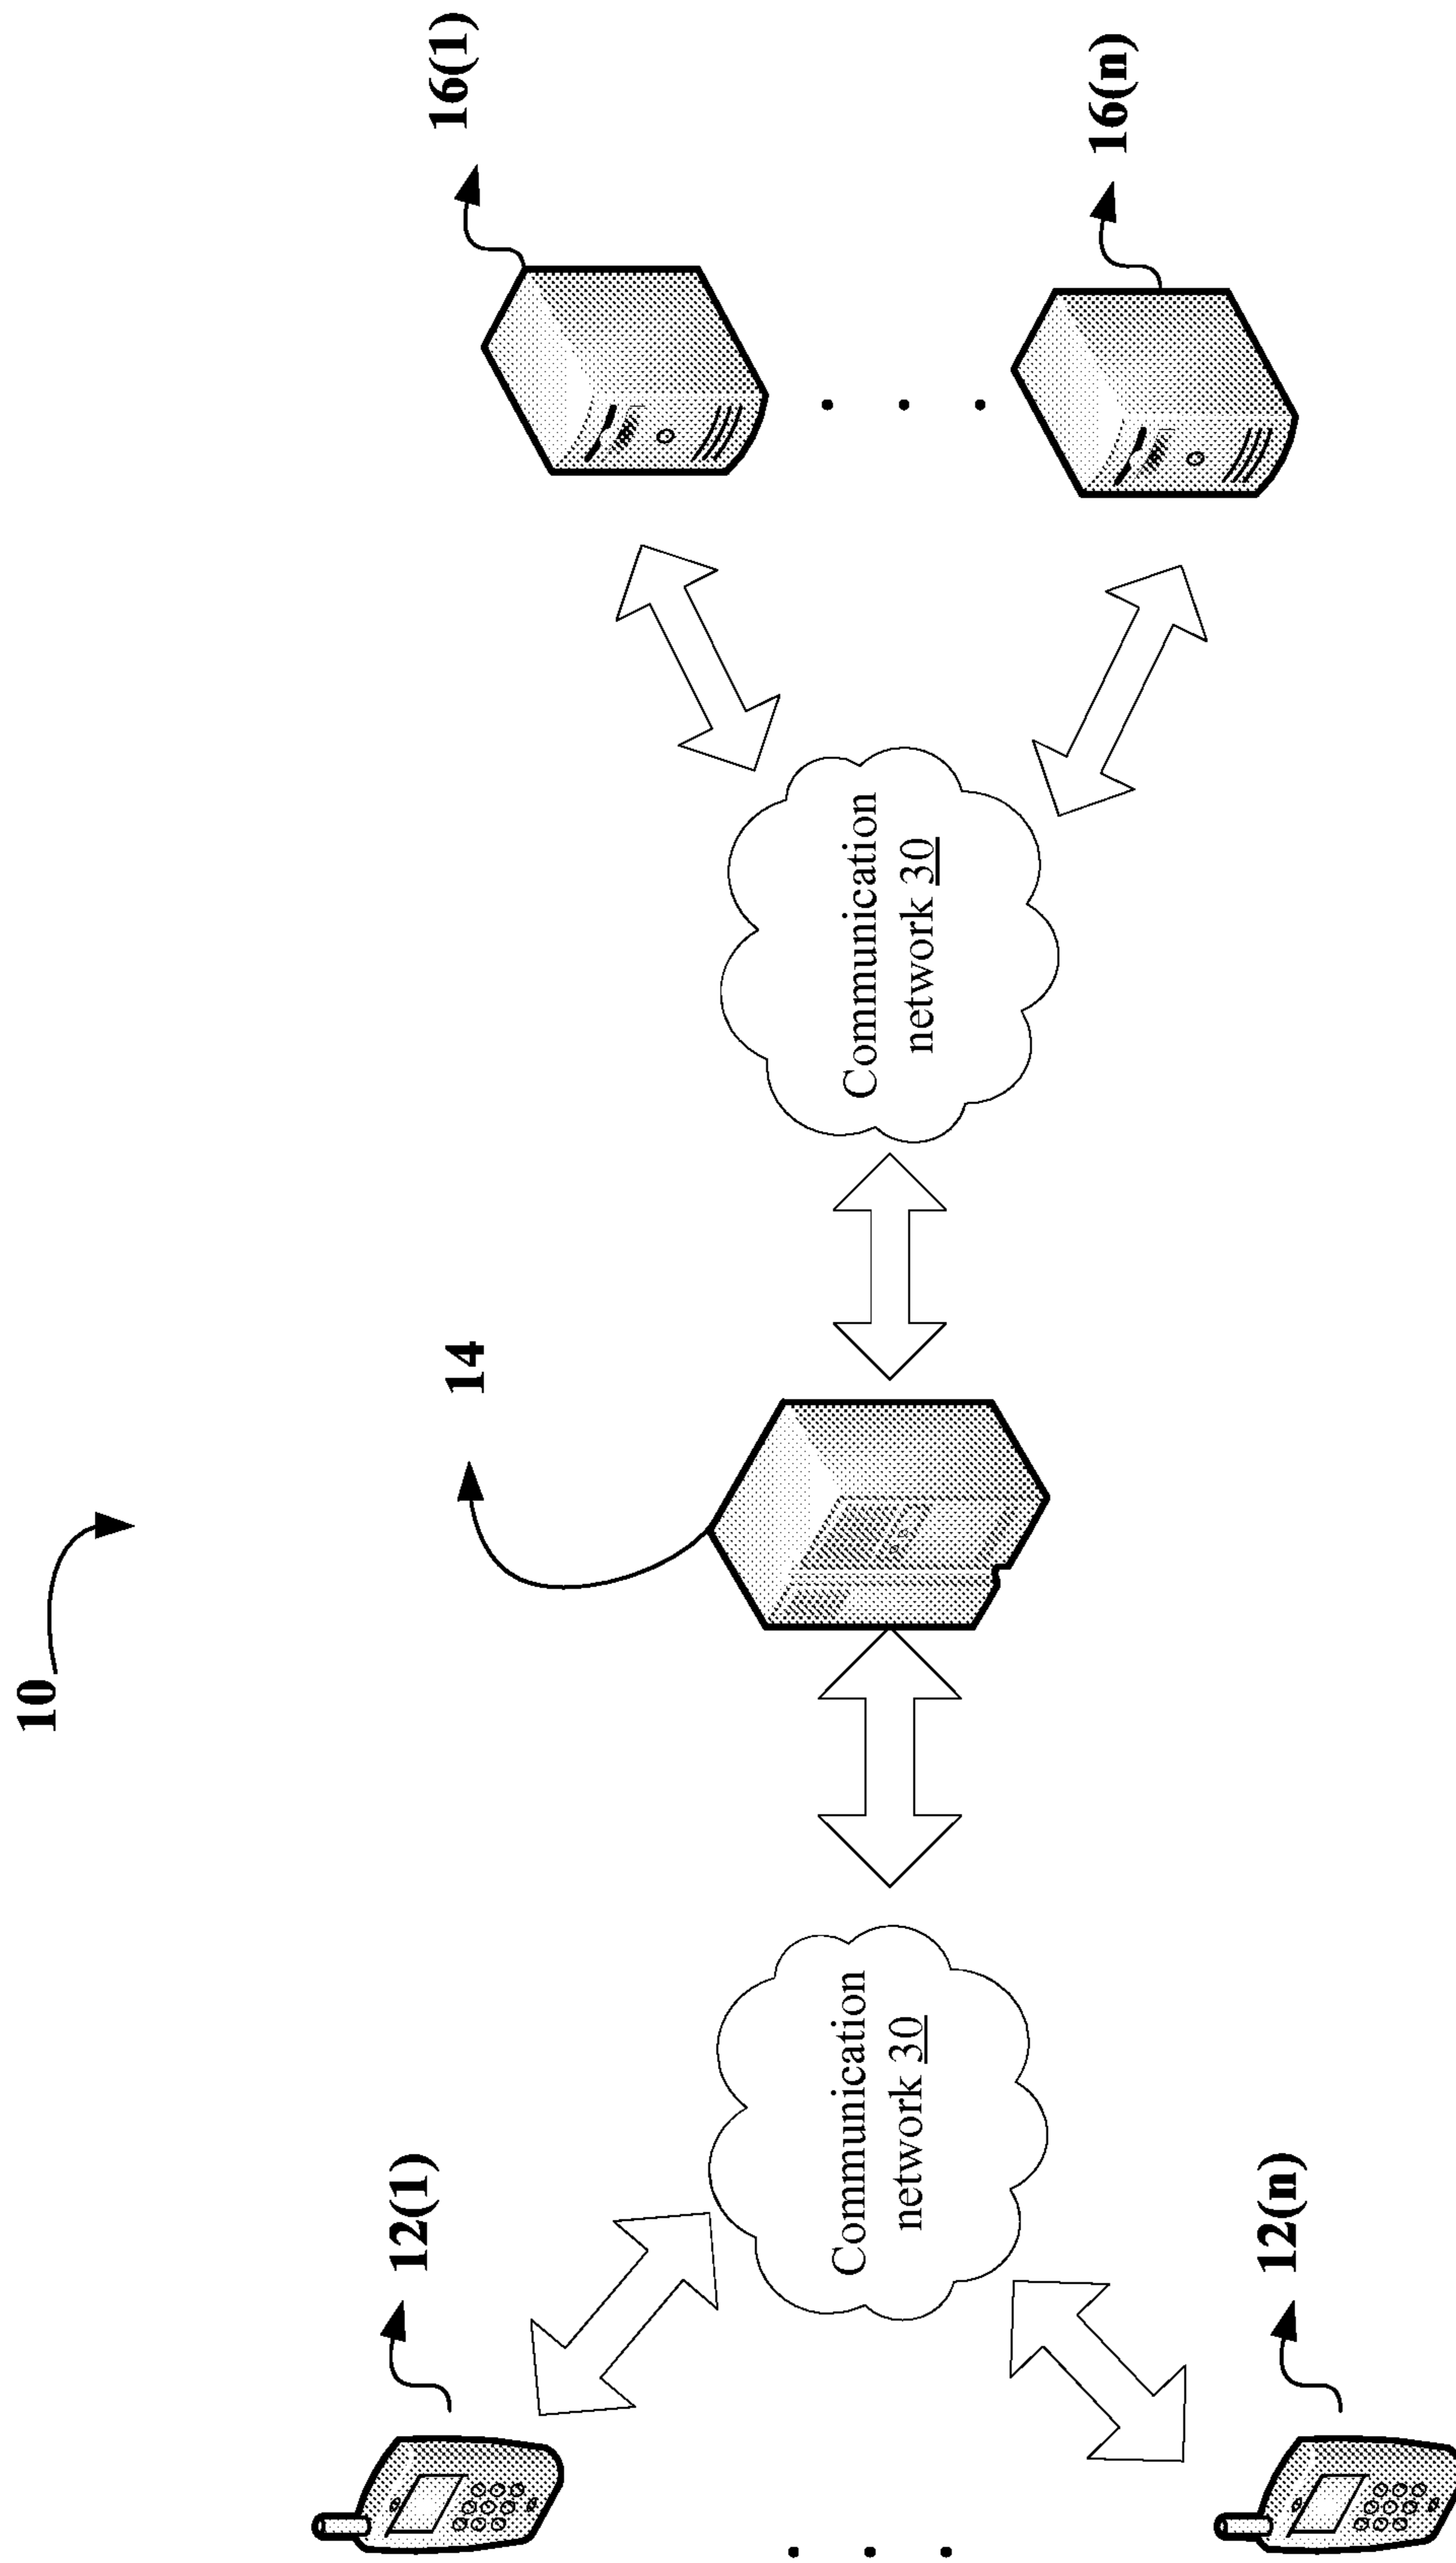 10
12(1)
12(n)
Communication
network 30
14
Communication
network 30
16(1)
16(n)